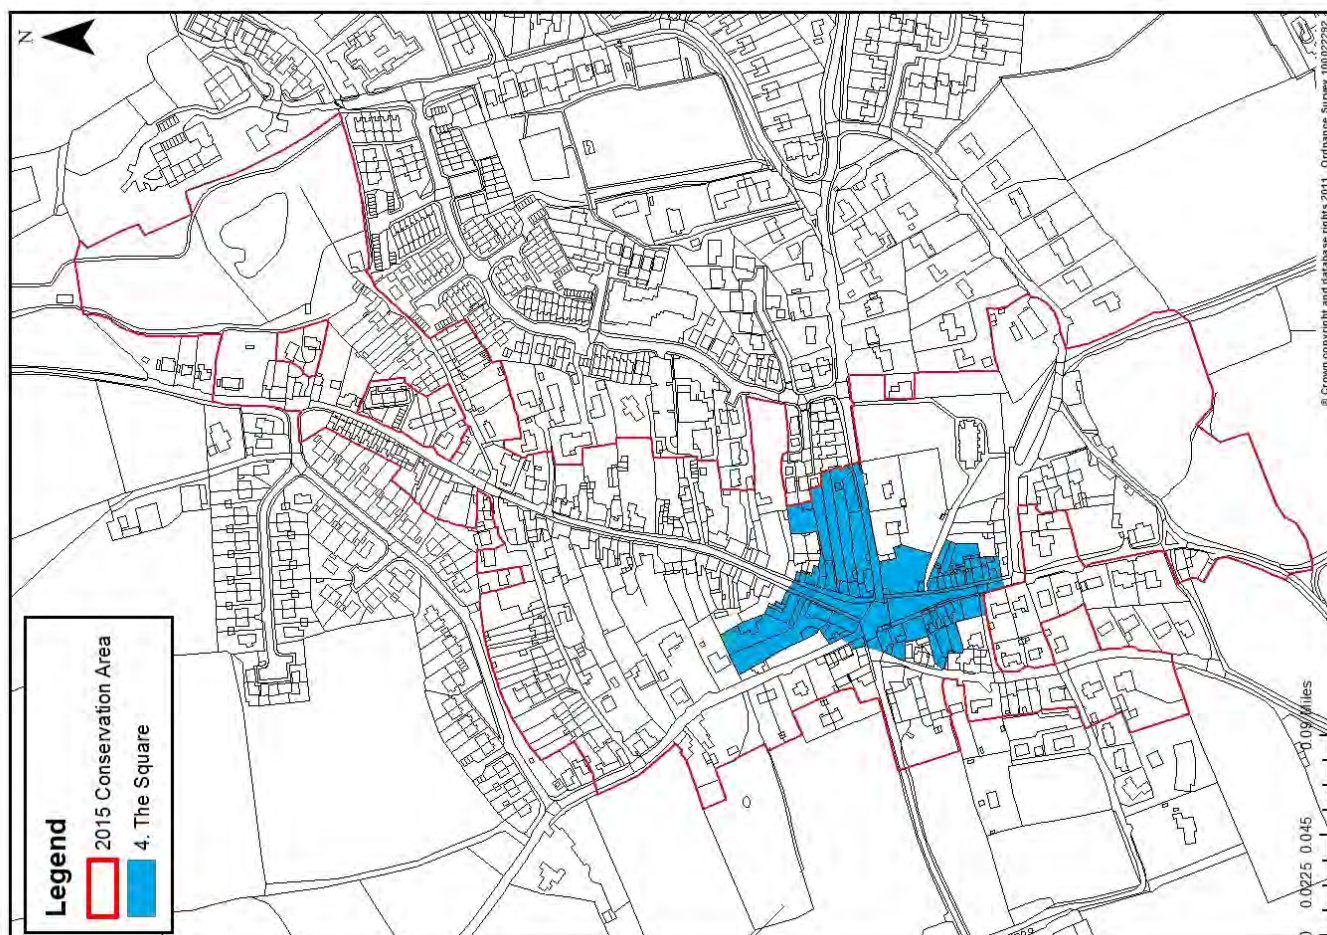 N
Legend
2015 Conservation Area
4. The Square
0.0225 0.045
0.09 Miles
© Crown copyright and database rights 2011. Ordnance Survey 100022292